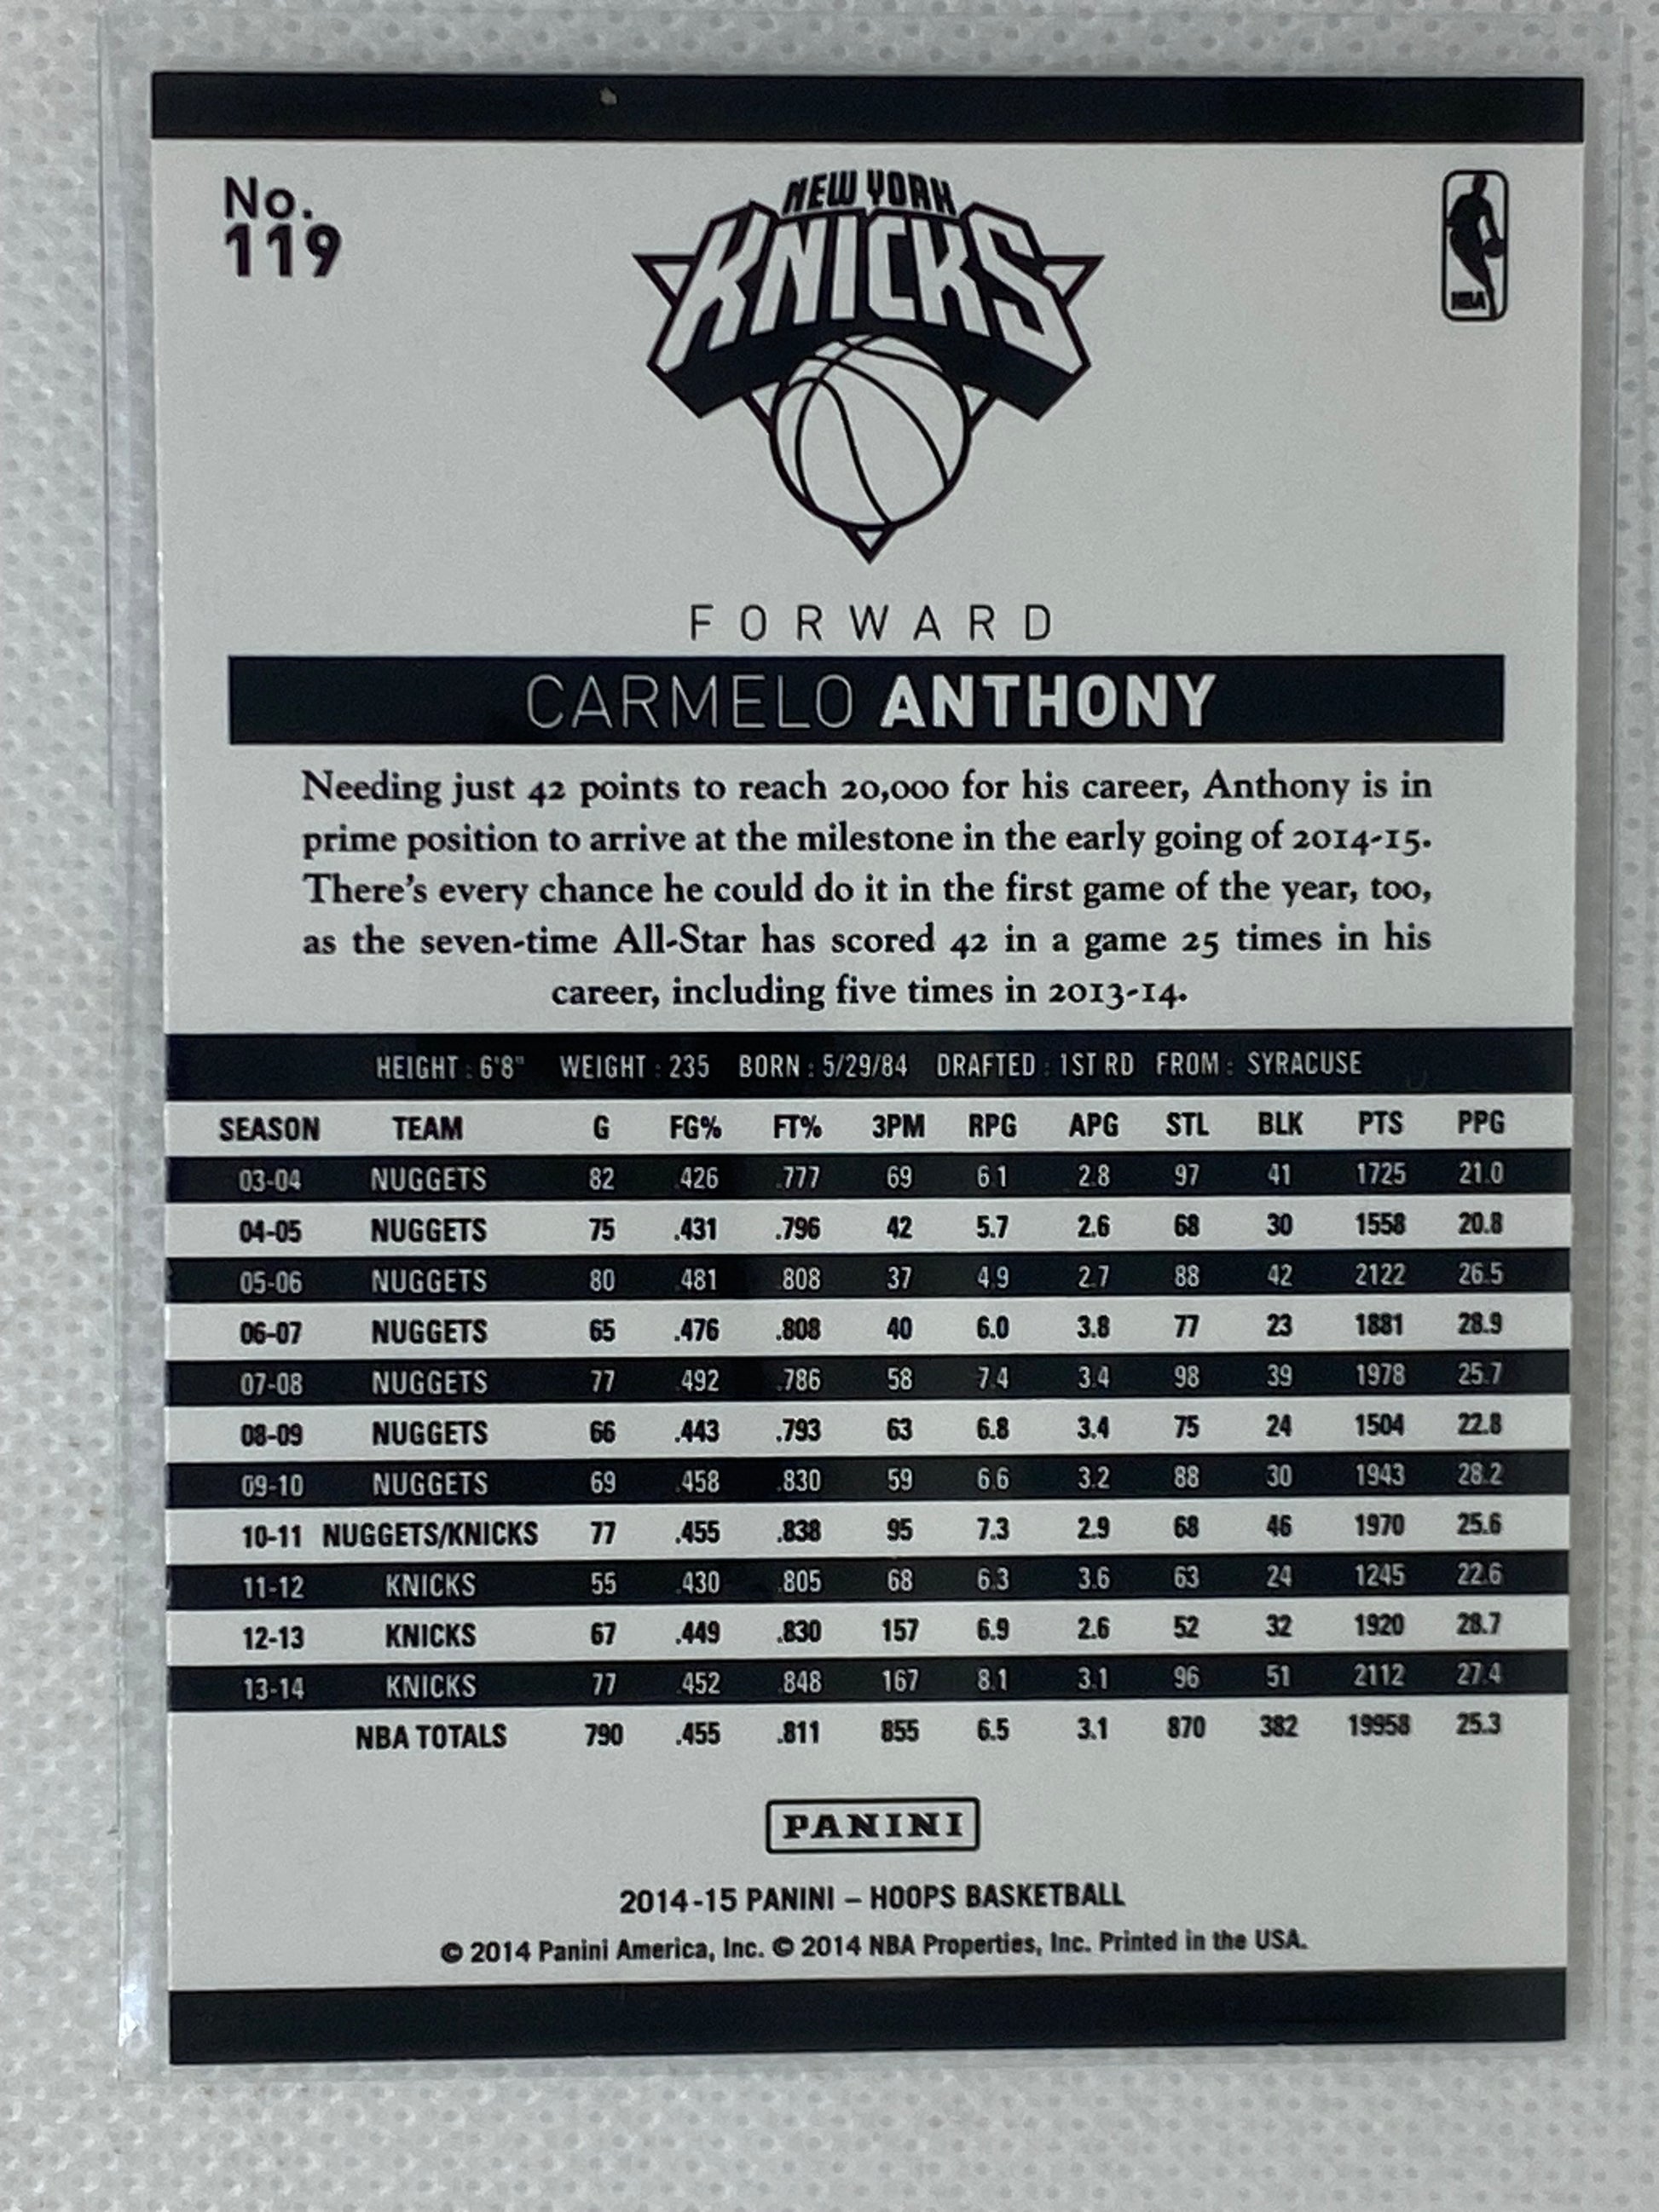 No.
119
NEW YORK
KNICKS
NBA
FORWARD
CARMELO ANTHONY
Needing just 42 points to reach 20,000 for his career, Anthony is in
prime position to arrive at the milestone in the early going of 2014-15.
There's every chance he could do it in the first game of the year, too,
as the seven-time All-Star has scored 42 in a game 25 times in his
career, including five times in 2013-14.
HEIGHT : 6'8" WEIGHT : 235 BORN : 5/29/84 DRAFTED : 1ST RD FROM : SYRACUSE
SEASON TEAM G FG% FT% 3PM RPG APG STL BLK PTS PPG
03-04 NUGGETS 82 .426 .777 69 6.1 2.8 97 41 1725 21.0
04-05 NUGGETS 75 .431 .796 42 5.7 2.6 68 30 1558 20.8
05-06 NUGGETS 80 .481 .808 37 4.9 2.7 88 42 2122 26.5
06-07 NUGGETS 65 .476 .808 40 6.0 3.8 77 23 1881 28.9
07-08 NUGGETS 77 .492 .786 58 7.4 3.4 98 39 1978 25.7
08-09 NUGGETS 66 .443 .793 63 6.8 3.4 75 24 1504 22.8
09-10 NUGGETS 69 .458 .830 59 6.6 3.2 88 30 1943 28.2
10-11 NUGGETS/KNICKS 77 .455 .838 95 7.3 2.9 68 46 1970 25.6
11-12 KNICKS 55 .430 .805 68 6.3 3.6 63 24 1245 22.6
12-13 KNICKS 67 .449 .830 157 6.9 2.6 52 32 1920 28.7
13-14 KNICKS 77 .452 .848 167 8.1 3.1 96 51 2112 27.4
NBA TOTALS 790 .455 .811 855 6.5 3.1 870 382 19958 25.3
PANINI
2014-15 PANINI – HOOPS BASKETBALL
© 2014 Panini America, Inc. © 2014 NBA Properties, Inc. Printed in the USA.